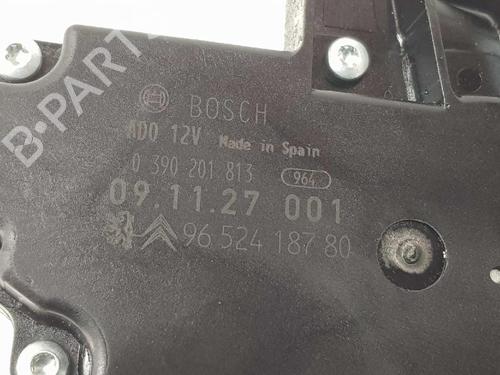 BOSCH
ADO 12V Made in Spain
0 390 201 813 964
09.11.27 001
96 524 187 80
B-PARTS